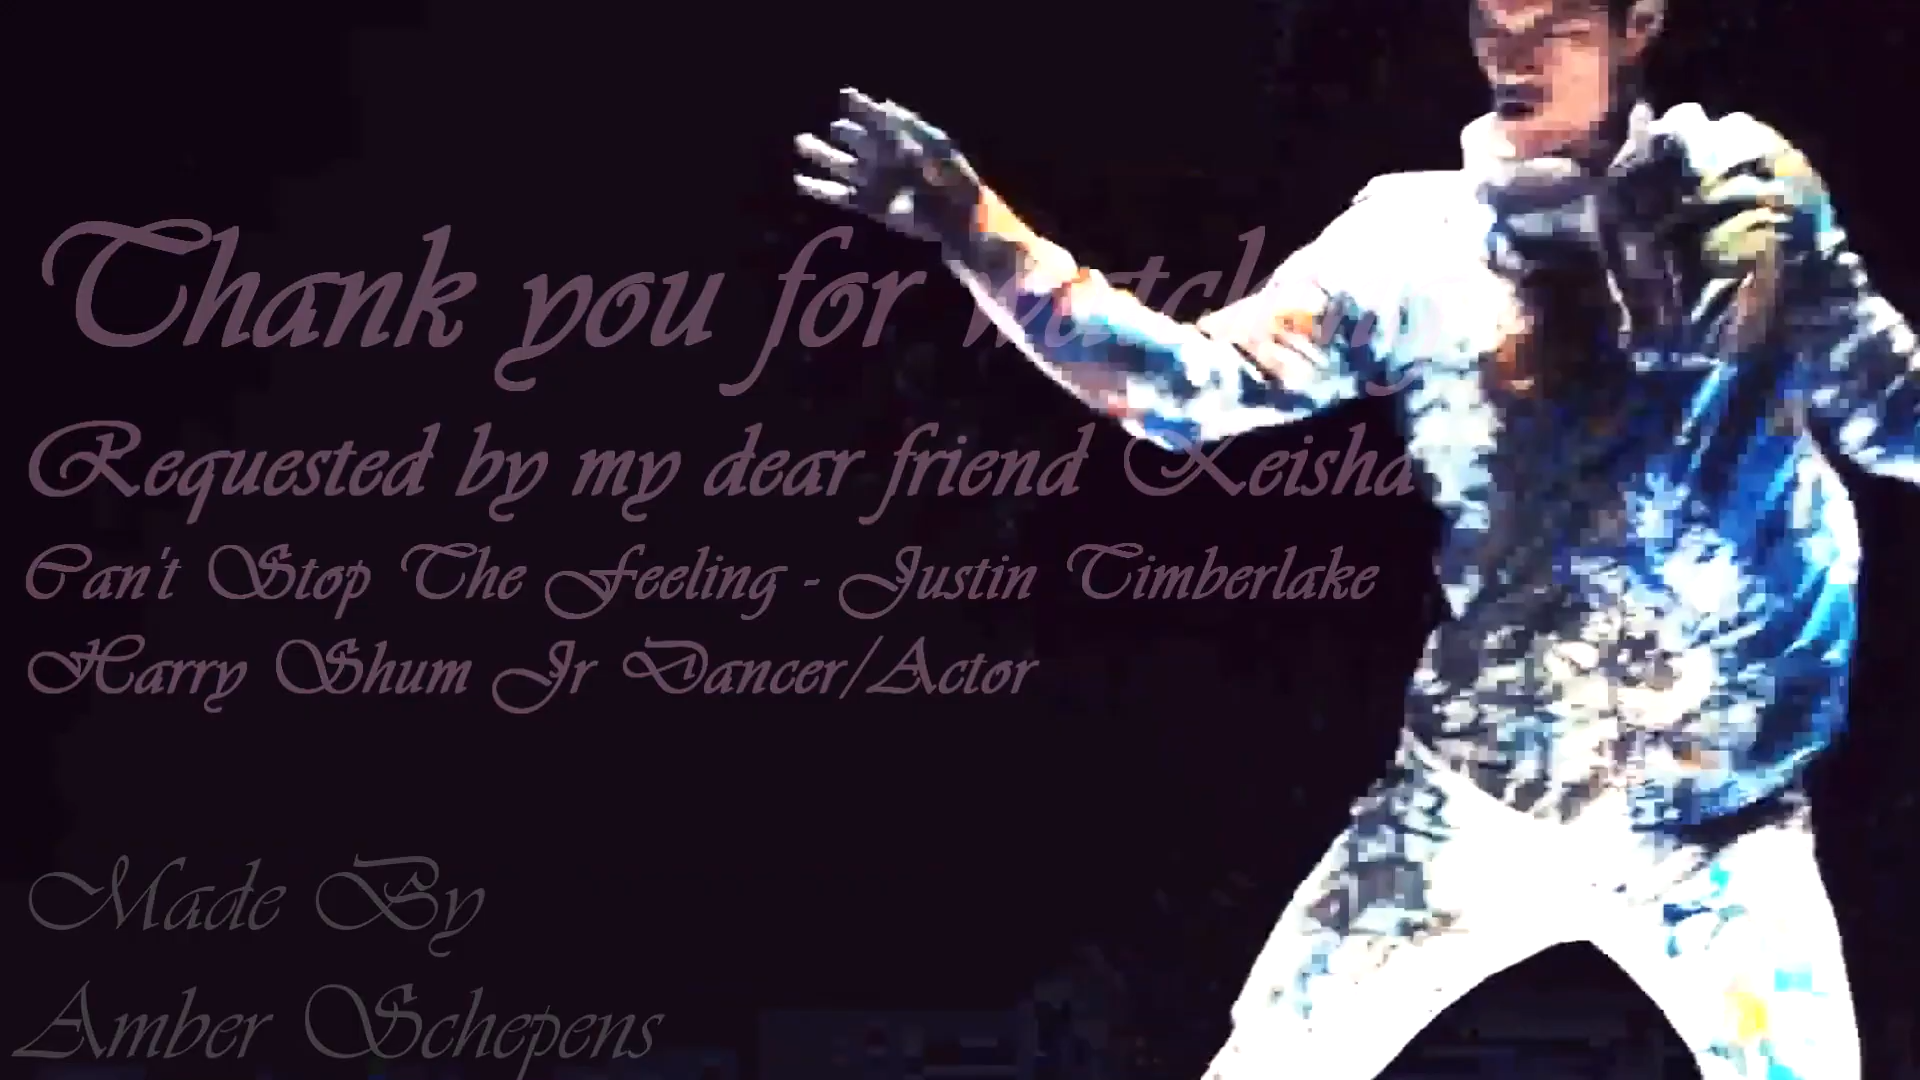 Thank you for watching
Requested by my dear friend Keisha
Can't Stop The Feeling - Justin Timberlake
Harry Shum Jr Dancer/Actor
Made By
Amber Schepens